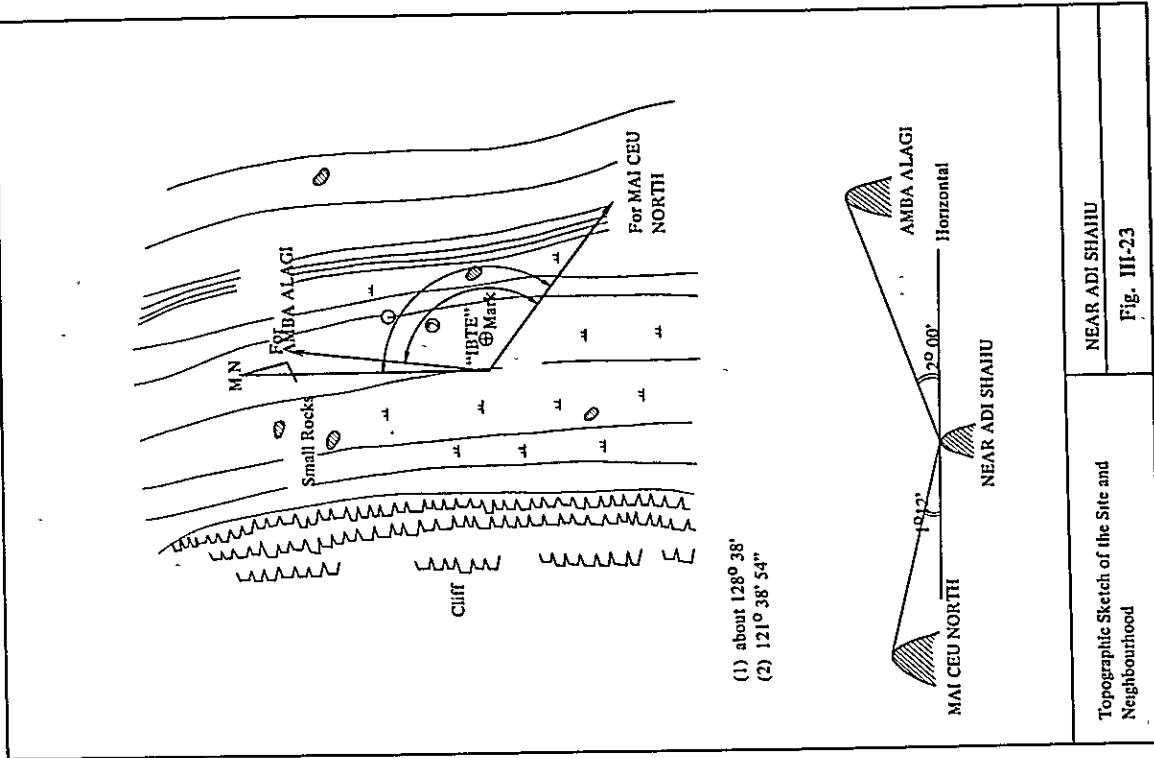 M.N
For
AMBA ALAGI
Small Rocks
"IBTE"
Mark
For MAI CEU
NORTH
Cliff
(1) about 128° 38'
(2) 121° 38' 54"
AMBA ALAGI
Horizontal
2° 00'
NEAR ADI SHAHU
1° 12'
MAI CEU NORTH
Topographic Sketch of the Site and
Neighbourhood
NEAR ADI SHAHU
Fig. III-23